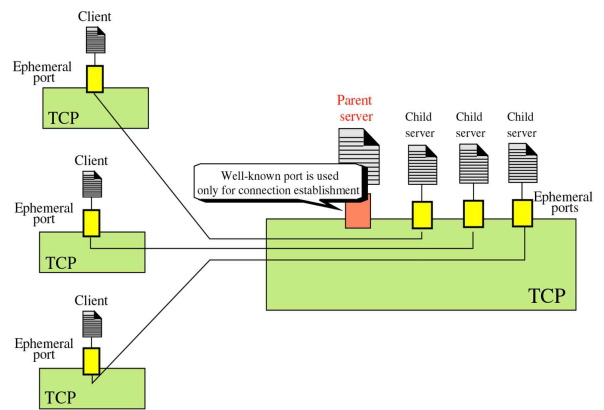 Client
Ephemeral
port
TCP
Client
Ephemeral
port
TCP
Client
Ephemeral
port
TCP
Parent
server
Child
server
Child
server
Child
server
Well-known port is used
only for connection establishment
Ephemeral
ports
TCP